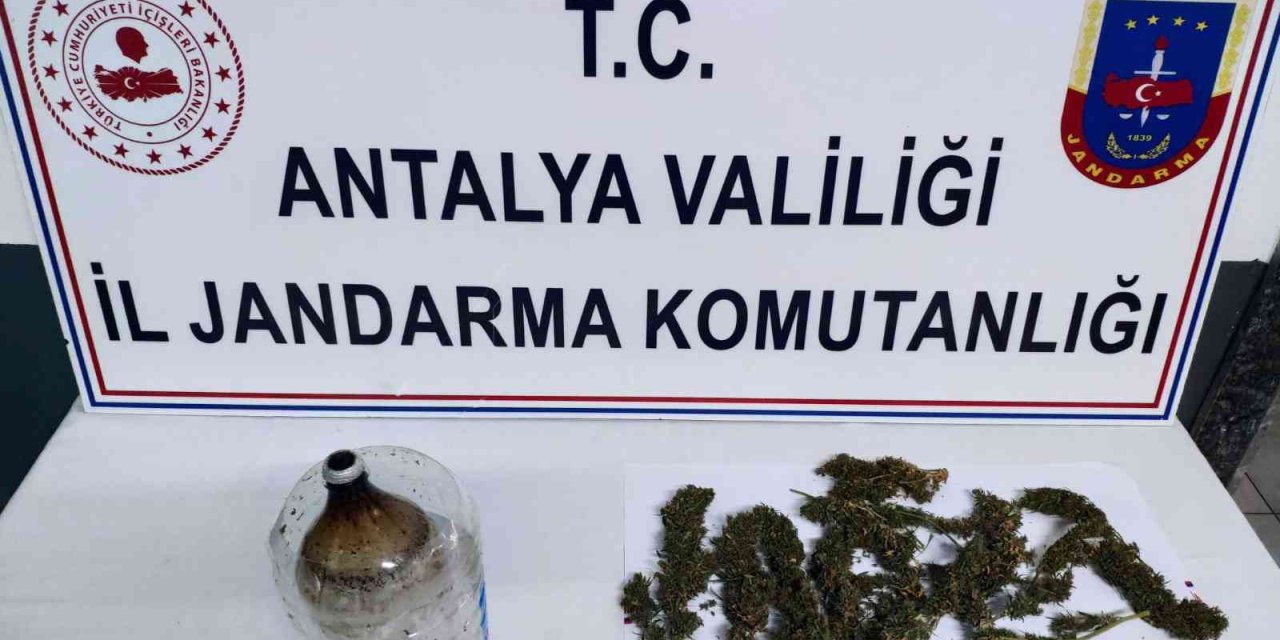 T.C.
ANTALYA VALİLİĞİ
İL JANDARMA KOMUTANLIĞI
TÜRKİYE CUMHURİYETİ İÇİŞLERİ BAKANLIĞI
1839
JANDARMA